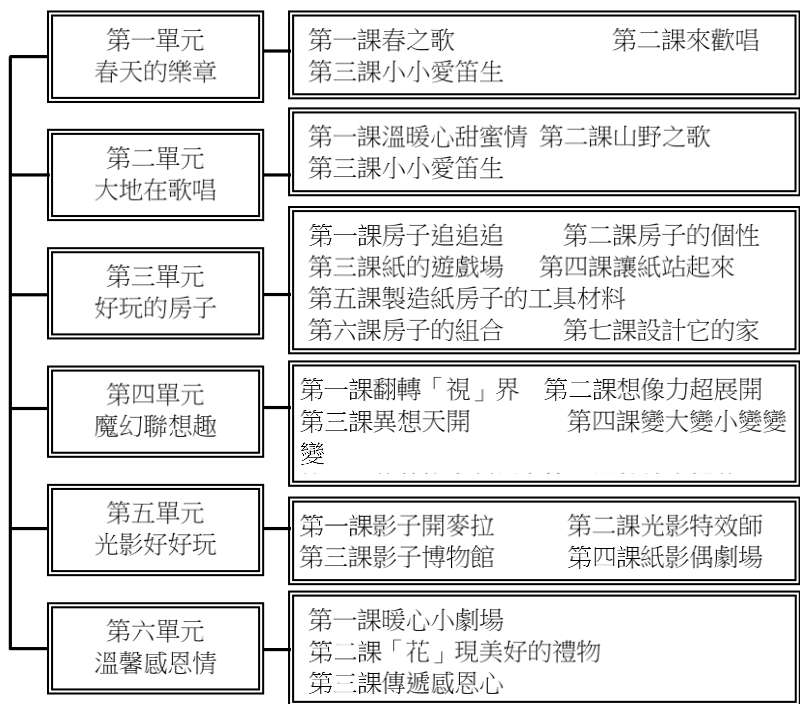 第一單元
春天的樂章
第一課春之歌 第二課來歡唱
第三課小小愛笛生
第二單元
大地在歌唱
第一課溫暖心甜蜜情 第二課山野之歌
第三課小小愛笛生
第三單元
好玩的房子
第一課房子追追追 第二課房子的個性
第三課紙的遊戲場 第四課讓紙站起來
第五課製造紙房子的工具材料
第六課房子的組合 第七課設計它的家
第四單元
魔幻聯想趣
第一課翻轉「視」界 第二課想像力超展開
第三課異想天開 第四課變大變小變變
變
第五單元
光影好好玩
第一課影子開麥拉 第二課光影特效師
第三課影子博物館 第四課紙影偶劇場
第六單元
溫馨感恩情
第一課暖心小劇場
第二課「花」現美好的禮物
第三課傳遞感恩心